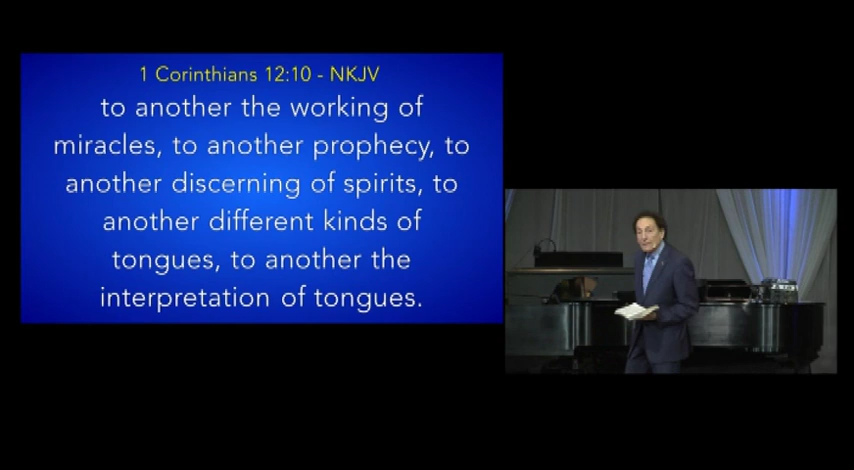 1 Corinthians 12:10 - NKJV
to another the working of
miracles, to another prophecy, to
another discerning of spirits, to
another different kinds of
tongues, to another the
interpretation of tongues.